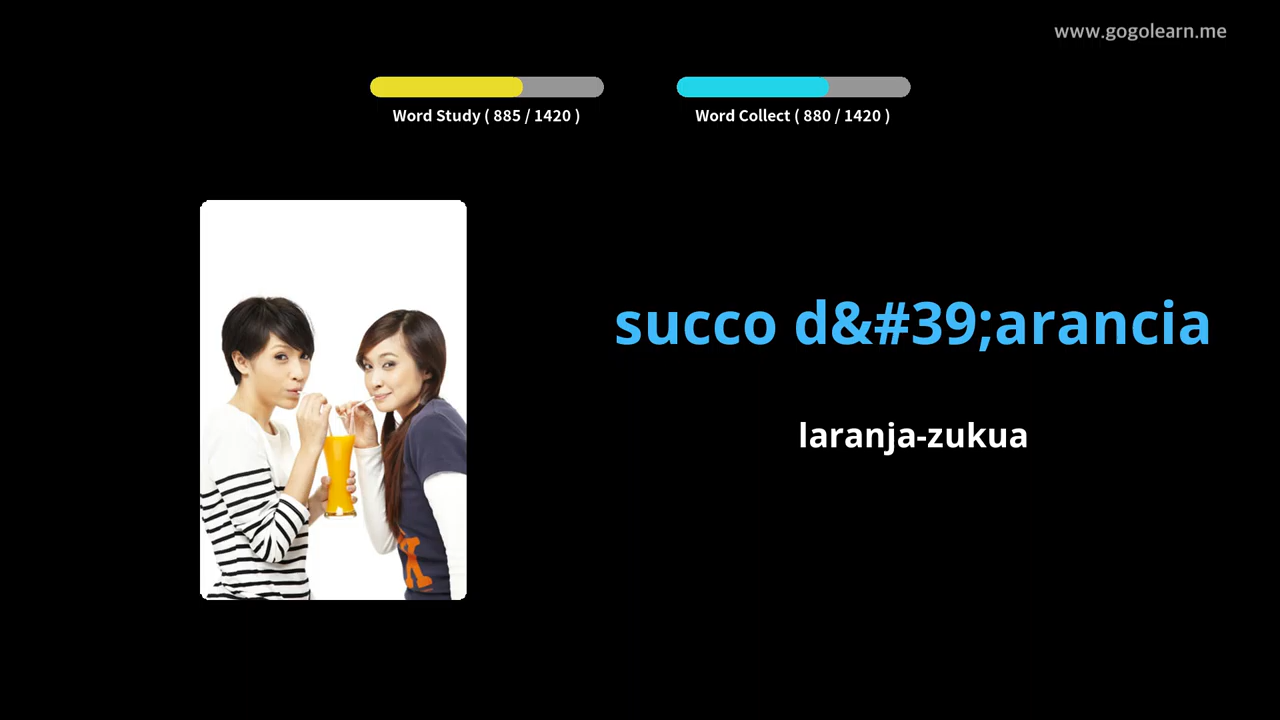 www.gogolearn.me
Word Study ( 885 / 1420 )
Word Collect ( 880 / 1420 )
succo d&#39;arancia
laranja-zukua